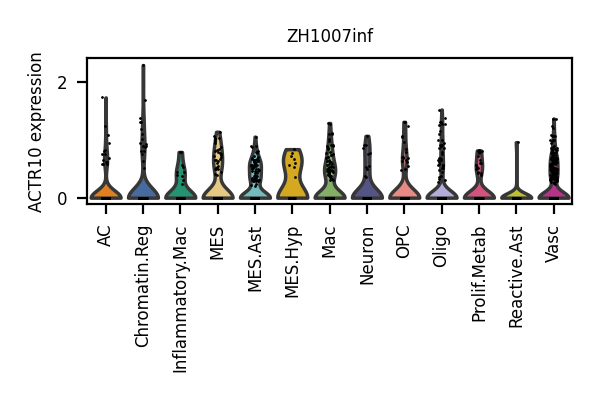 ZH1007inf
ACTR10 expression
2
0
AC
Chromatin.Reg
Inflammatory.Mac
MES
MES.Ast
MES.Hyp
Mac
Neuron
OPC
Oligo
Prolif.Metab
Reactive.Ast
Vasc